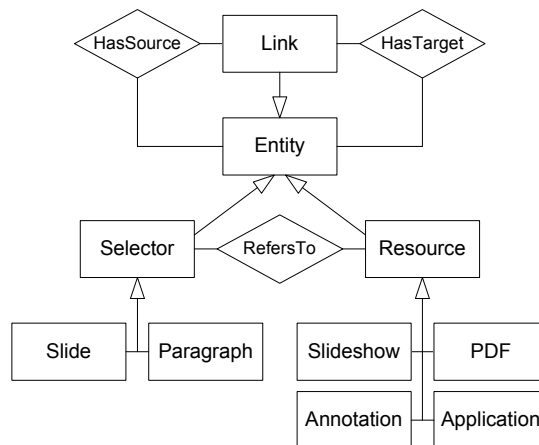 HasSource
Link
HasTarget
Entity
Selector
RefersTo
Resource
Slide
Paragraph
Slideshow
PDF
Annotation
Application